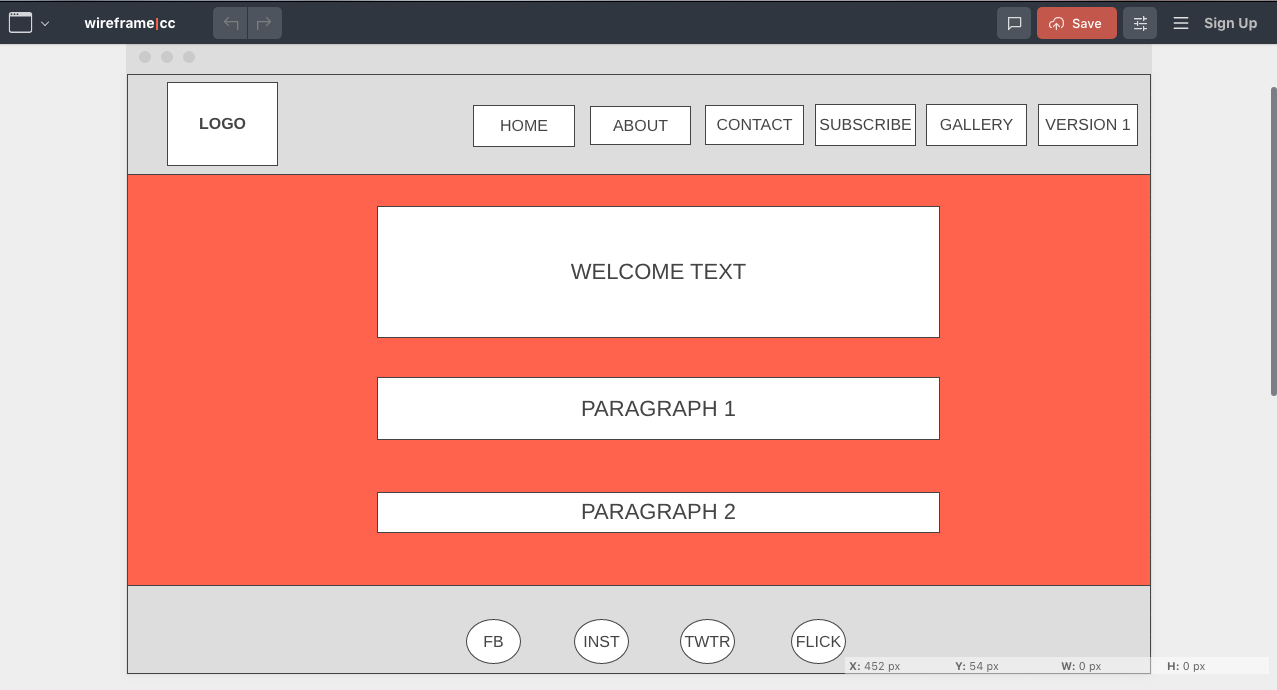 wireframe|cc
Save
Sign Up
LOGO
HOME
ABOUT
CONTACT
SUBSCRIBE
GALLERY
VERSION 1
WELCOME TEXT
PARAGRAPH 1
PARAGRAPH 2
FB
INST
TWTR
FLICK
X: 452 px Y: 54 px W: 0 px H: 0 px